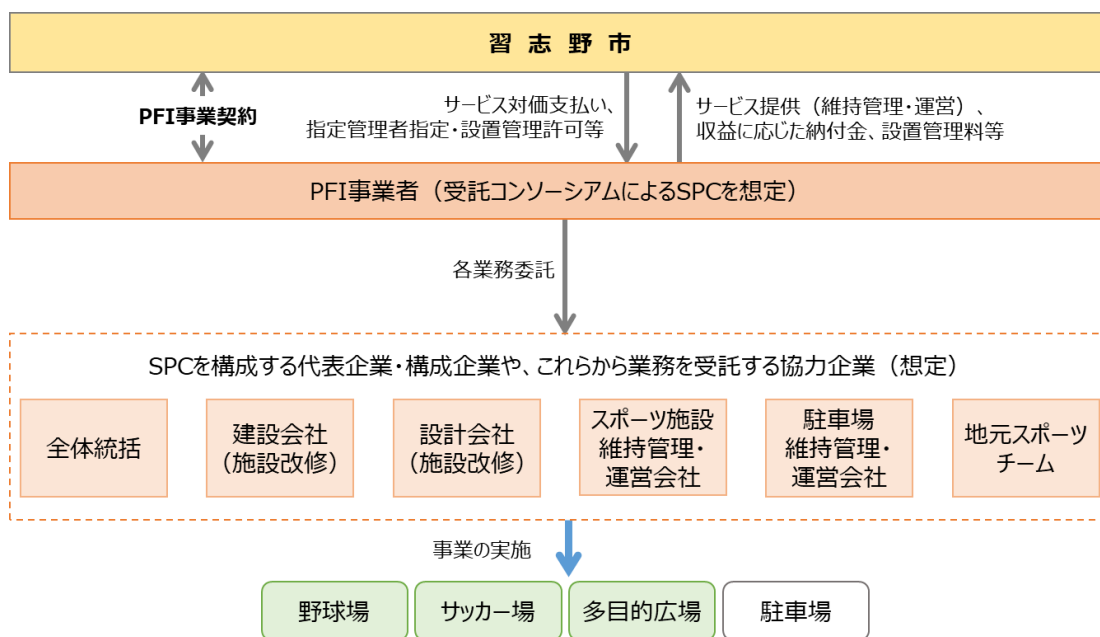 習 志 野 市
PFI事業契約
サービス対価支払い、
指定管理者指定・設置管理許可等
サービス提供（維持管理・運営）、
収益に応じた納付金、設置管理料等
PFI事業者（受託コンソーシアムによるSPCを想定）
各業務委託
SPCを構成する代表企業・構成企業や、これらから業務を受託する協力企業（想定）
全体統括
建設会社
（施設改修）
設計会社
（施設改修）
スポーツ施設
維持管理・
運営会社
駐車場
維持管理・
運営会社
地元スポーツ
チーム
事業の実施
野球場
サッカー場
多目的広場
駐車場